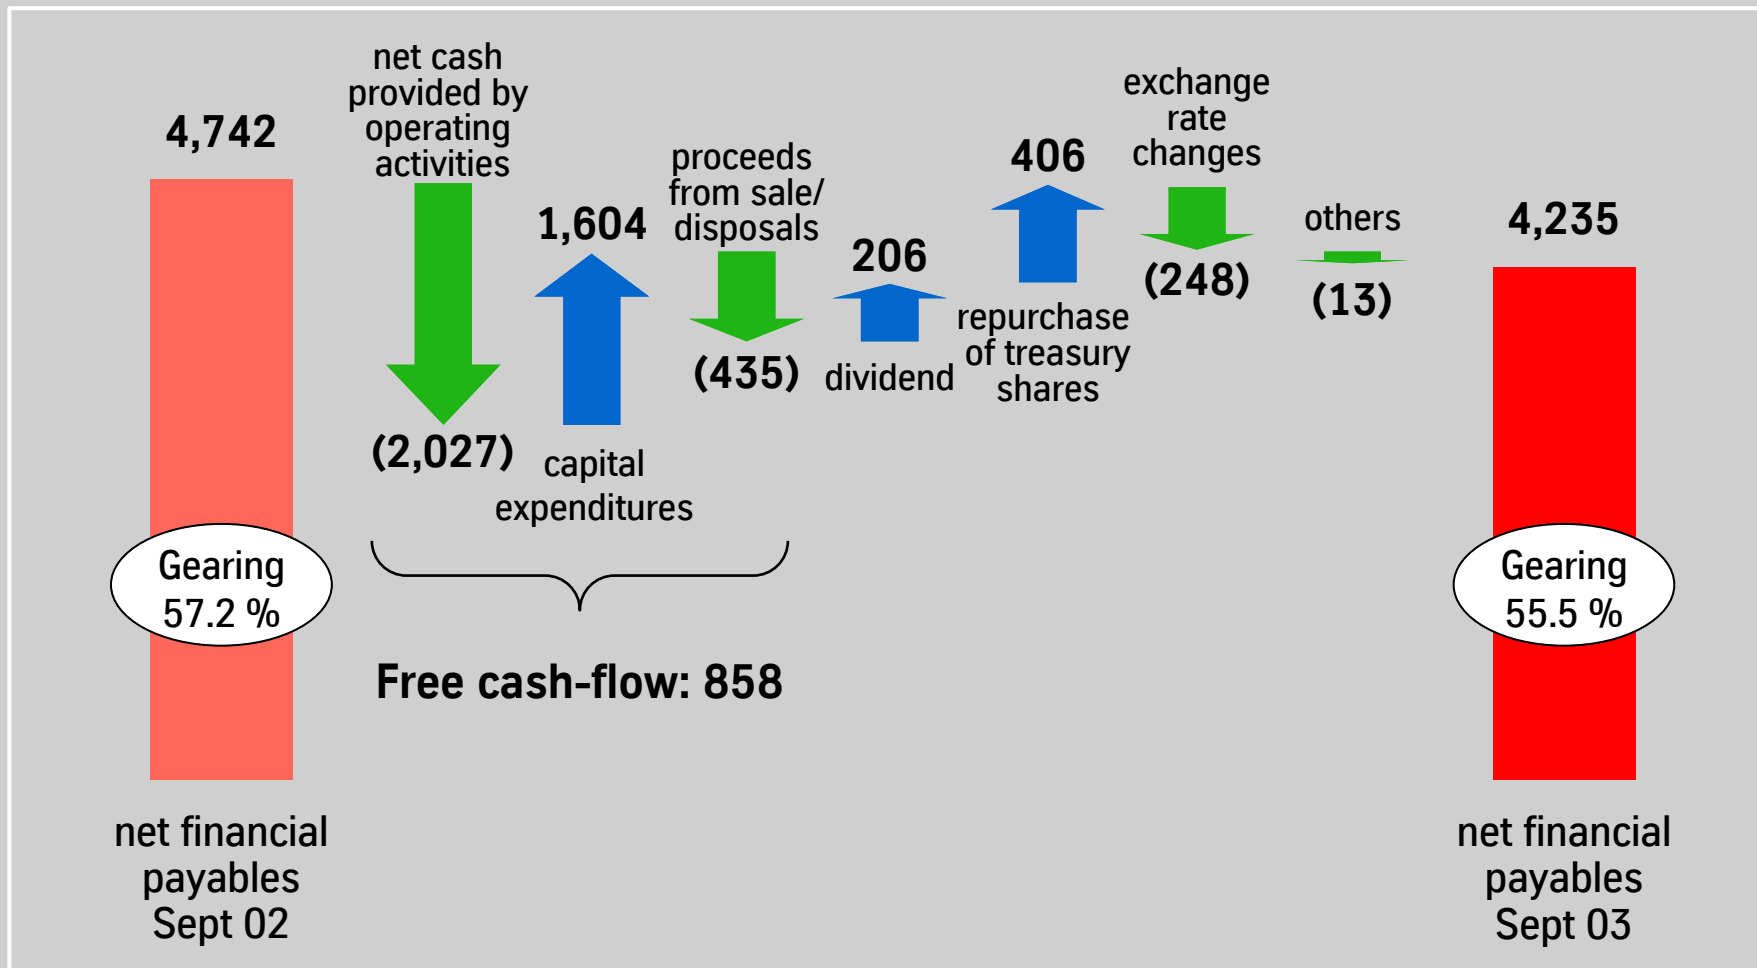 4,742
net cash
provided by
operating
activities
(2,027)
1,604
capital
expenditures
proceeds
from sale/
disposals
(435)
206
dividend
406
repurchase
of treasury
shares
exchange
rate
changes
(248)
others
(13)
4,235
Gearing
57.2 %
Free cash-flow: 858
Gearing
55.5 %
net financial
payables
Sept 02
net financial
payables
Sept 03